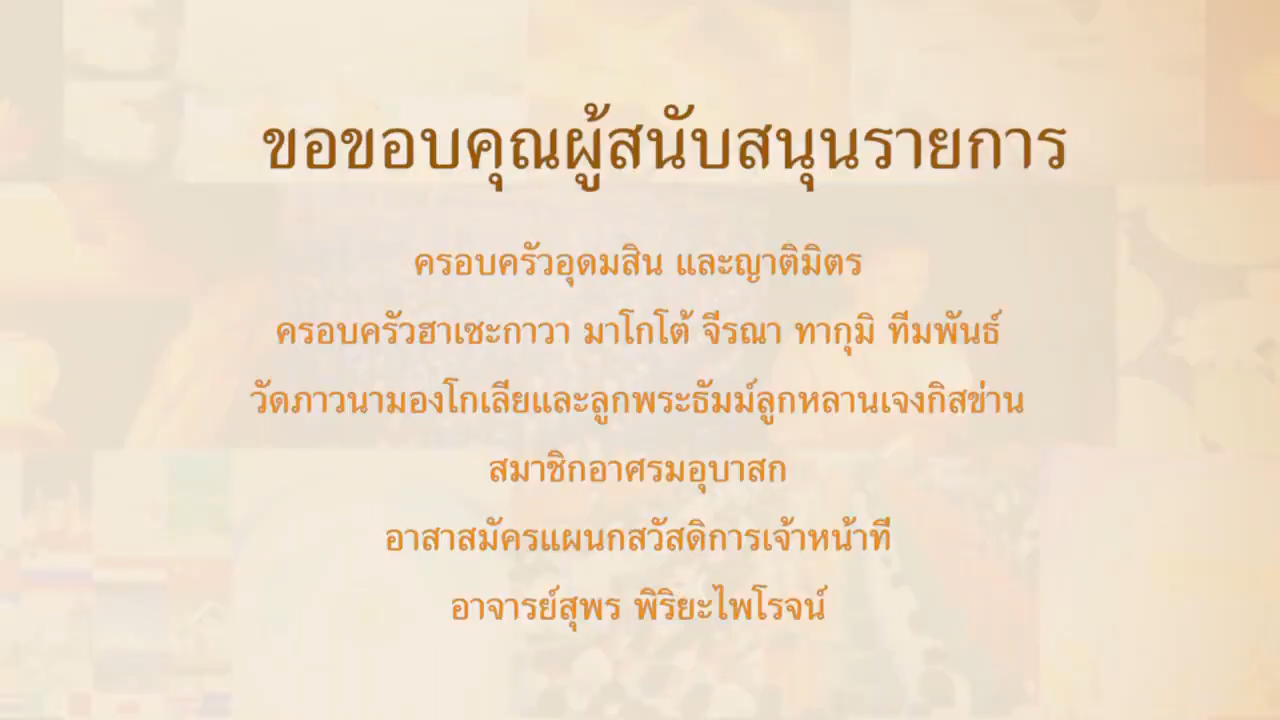 ขอขอบคุณผู้สนับสนุนรายการ
ครอบครัวอุดมสิน และญาติมิตร
ครอบครัวฮาเซะกาวา มาโกโต้ จีรณา ทากุมิ ทีมพันธ์
วัดภาวนามองโกเลียและลูกพระธัมม์ลูกหลานเจงกิสข่าน
สมาชิกอาศรมอุบาสก
อาสาสมัครแผนกสวัสดิการเจ้าหน้าที่
อาจารย์สุพร พิริยะไพโรจน์